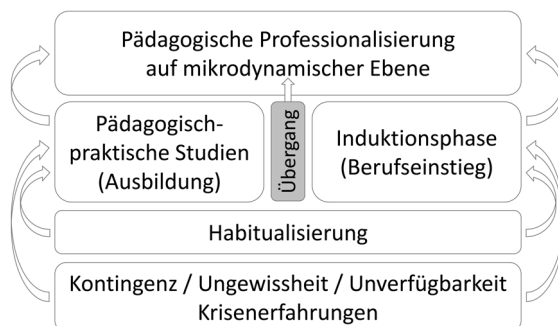 Pädagogische Professionalisierung
auf mikrodynamischer Ebene
Pädagogisch-
praktische Studien
(Ausbildung)
Übergang
Induktionsphase
(Berufseinstieg)
Habitualisierung
Kontingenz / Ungewissheit / Unverfügbarkeit
Krisenerfahrungen